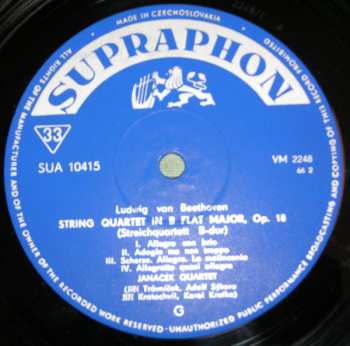 MADE IN CZECHOSLOVAKIA
ALL RIGHTS OF THE MANUFACTURER AND OF THE OWNER OF THE RECORDED WORK RESERVED · UNAUTHORIZED PUBLIC PERFORMANCE BROADCASTING AND COPYING OF THIS RECORD PROHIBITED
SUPRAPHON
33
SUA 10415
VM 2248
66 2
Ludwig van Beethoven
STRING QUARTET IN B FLAT MAJOR, Op. 18
(Streichquartett B-dur)
I. Allegro con brio
II. Adagio ma non troppo
III. Scherzo. Allegro. La malinconia
IV. Allegretto quasi allegro
JANÁČEK QUARTET
(Jiří Trávníček, Adolf Sýkora
Jiří Kratochvíl, Karel Krafka)
G